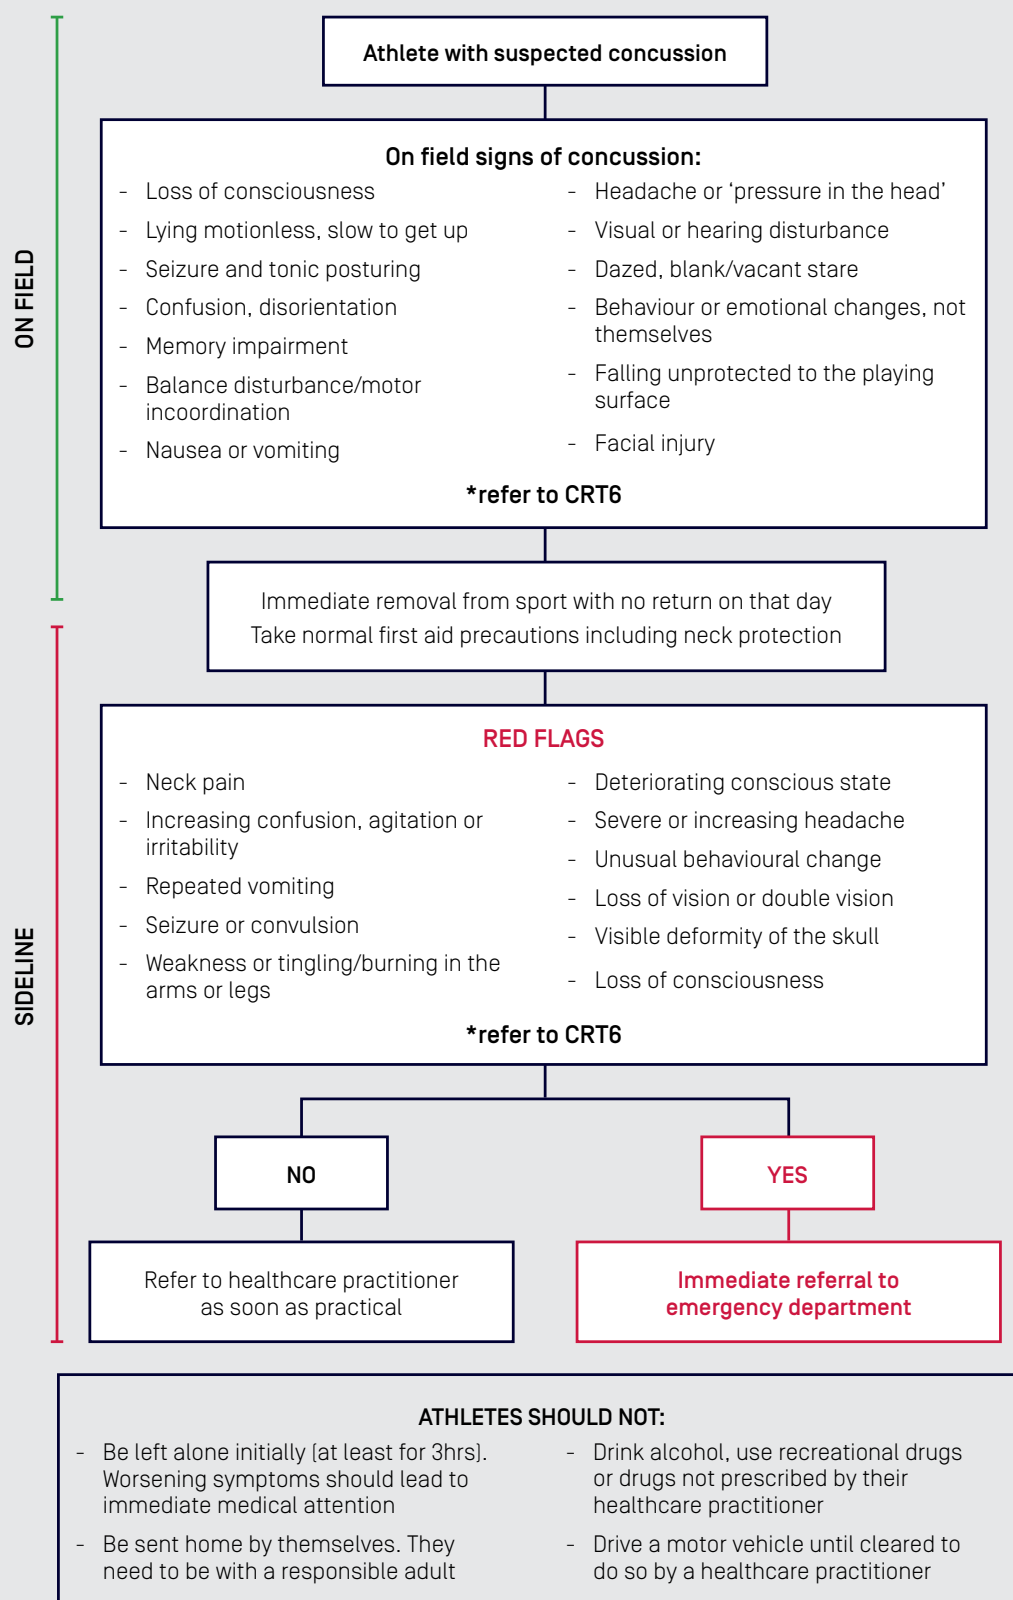 Athlete with suspected concussion
ON FIELD
On field signs of concussion:
- Loss of consciousness
- Lying motionless, slow to get up
- Seizure and tonic posturing
- Confusion, disorientation
- Memory impairment
- Balance disturbance/motor
incoordination
- Nausea or vomiting
- Headache or ‘pressure in the head’
- Visual or hearing disturbance
- Dazed, blank/vacant stare
- Behaviour or emotional changes, not
themselves
- Falling unprotected to the playing
surface
- Facial injury
*refer to CRT6
Immediate removal from sport with no return on that day
Take normal first aid precautions including neck protection
SIDELINE
RED FLAGS
- Neck pain
- Increasing confusion, agitation or
irritability
- Repeated vomiting
- Seizure or convulsion
- Weakness or tingling/burning in the
arms or legs
- Deteriorating conscious state
- Severe or increasing headache
- Unusual behavioural change
- Loss of vision or double vision
- Visible deformity of the skull
- Loss of consciousness
*refer to CRT6
NO
YES
Refer to healthcare practitioner
as soon as practical
Immediate referral to
emergency department
ATHLETES SHOULD NOT:
- Be left alone initially (at least for 3hrs).
Worsening symptoms should lead to
immediate medical attention
- Be sent home by themselves. They
need to be with a responsible adult
- Drink alcohol, use recreational drugs
or drugs not prescribed by their
healthcare practitioner
- Drive a motor vehicle until cleared to
do so by a healthcare practitioner